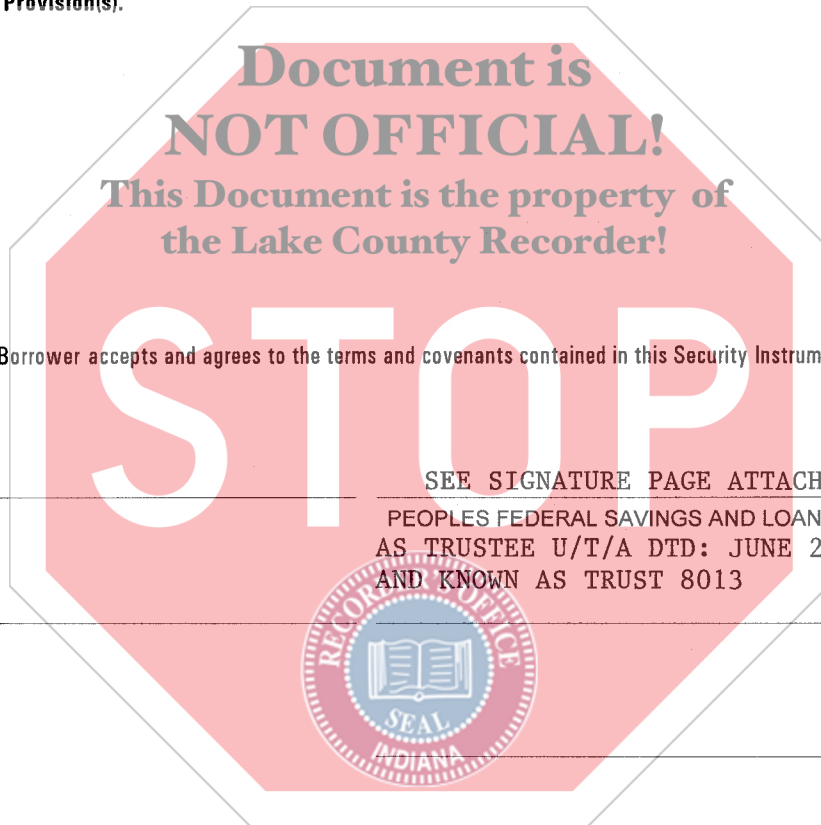 Provision(s).
Document is
NOT OFFICIAL!
This Document is the property of
the Lake County Recorder!
Borrower accepts and agrees to the terms and covenants contained in this Security Instrum
STOP
SEE SIGNATURE PAGE ATTACH
PEOPLES FEDERAL SAVINGS AND LOAN
AS TRUSTEE U/T/A DTD: JUNE 2
AND KNOWN AS TRUST 8013
RECORDER'S OFFICE
SEAL
INDIANA